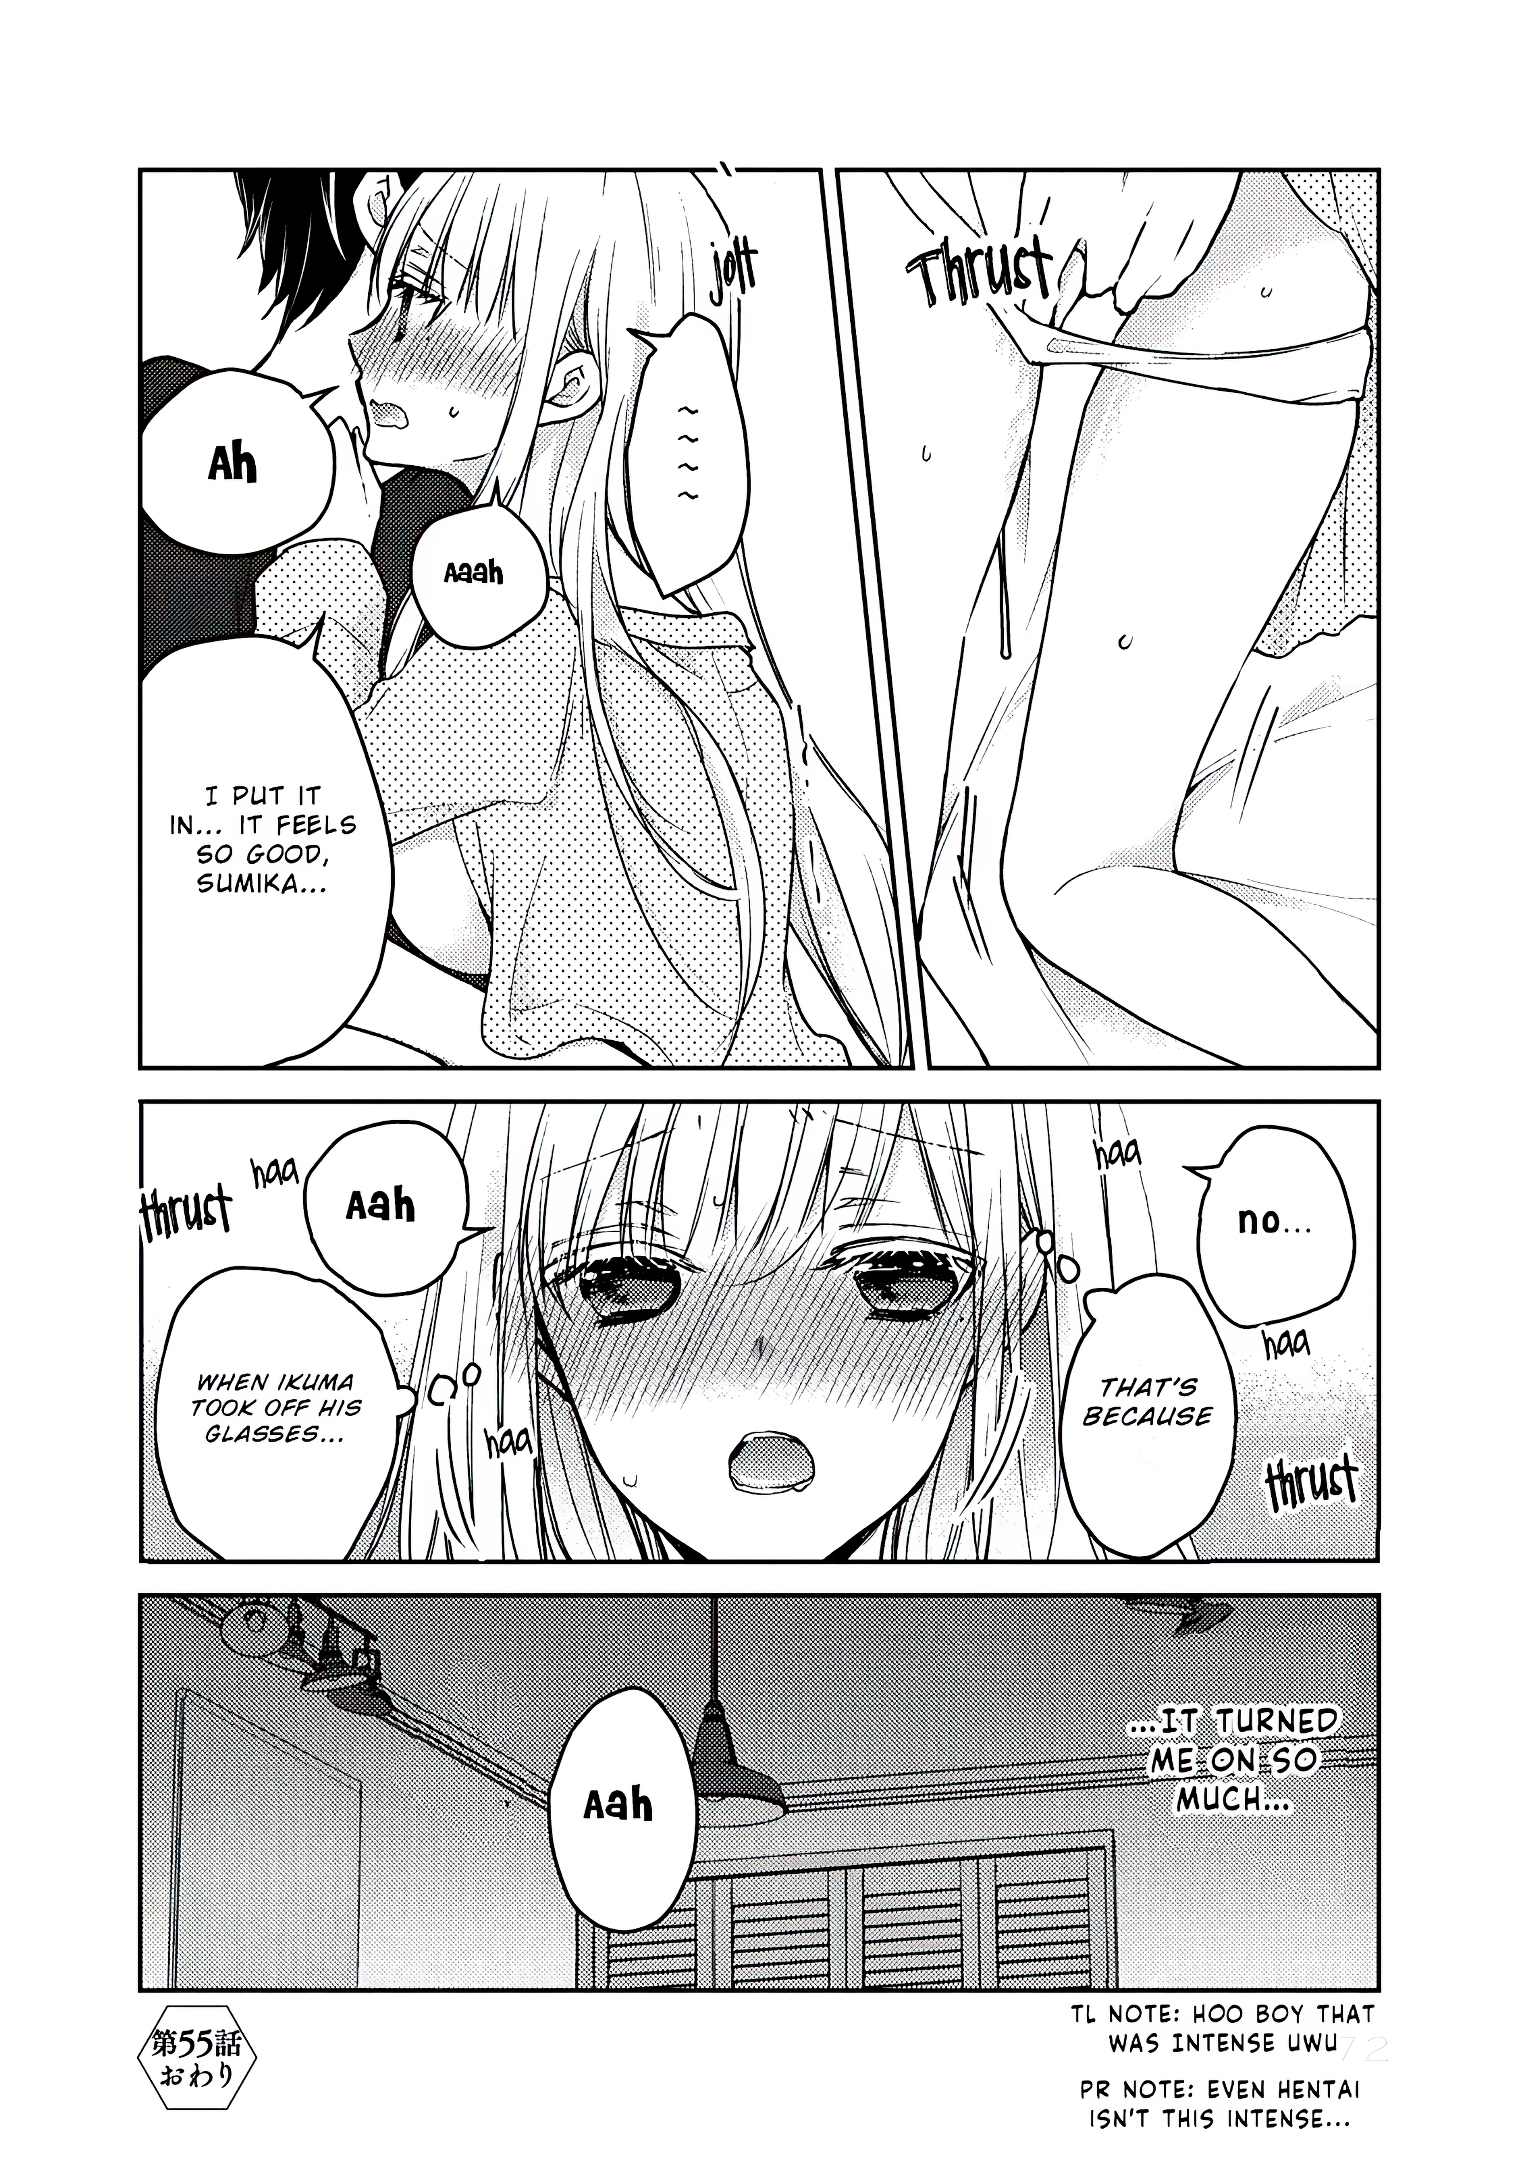 Thrust
jolt
~
~
~
~
Ah
Aaah
I PUT IT
IN... IT FEELS
SO GOOD,
SUMIKA...
no...
haa
haa
THAT'S
BECAUSE
thrust
Aah
haa
thrust
WHEN IKUMA
TOOK OFF HIS
GLASSES...
haa
...IT TURNED
ME ON SO
MUCH...
Aah
第55話
おわり
TL NOTE: HOO BOY THAT
WAS INTENSE UWU
72
PR NOTE: EVEN HENTAI
ISN'T THIS INTENSE...